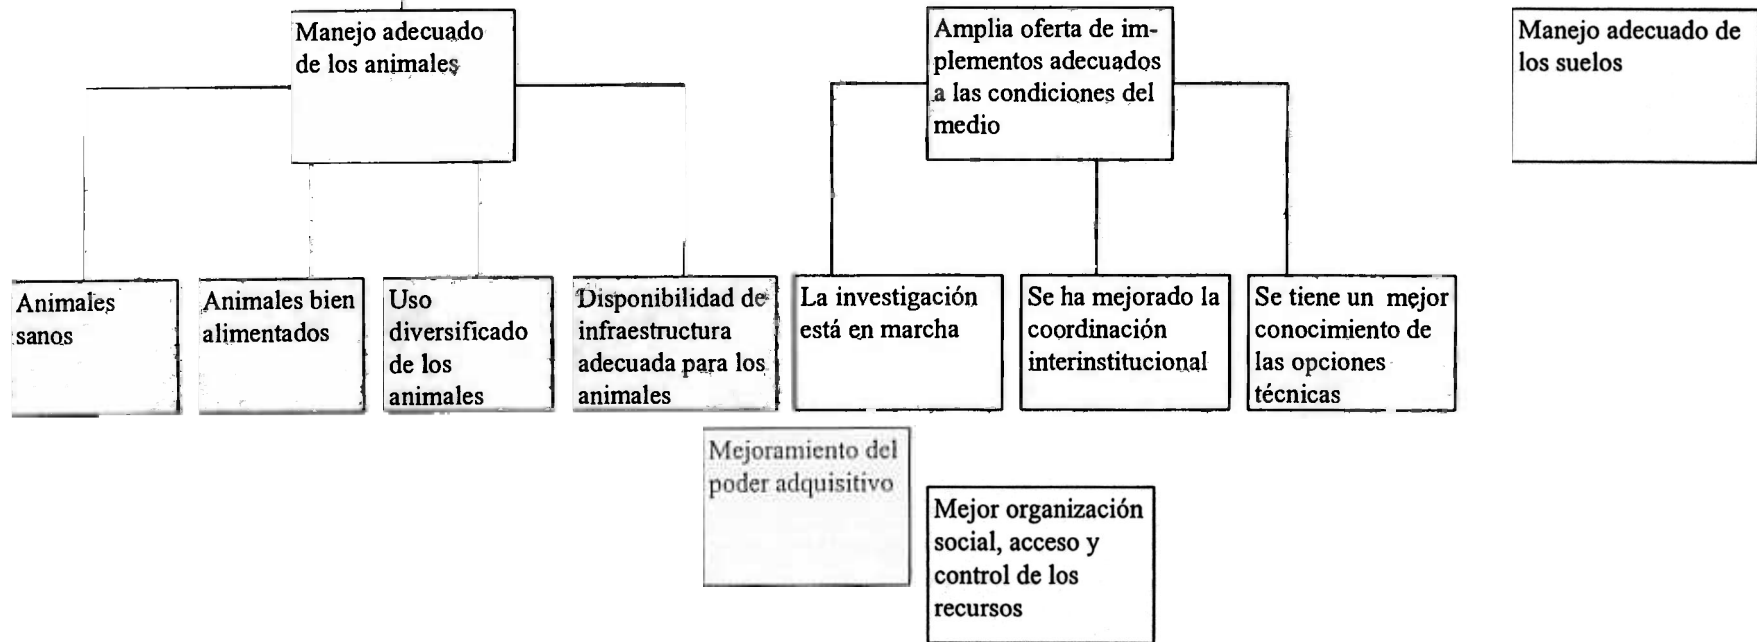 Manejo adecuado
de los animales
Amplia oferta de im-
plementos adecuados
a las condiciones del
medio
Manejo adecuado de
los suelos
Animales
sanos
Animales bien
alimentados
Uso
diversificado
de los
animales
Disponibilidad de
infraestructura
adecuada para los
animales
La investigación
está en marcha
Se ha mejorado la
coordinación
interinstitucional
Se tiene un mejor
conocimiento de
las opciones
técnicas
Mejoramiento del
poder adquisitivo
Mejor organización
social, acceso y
control de los
recursos